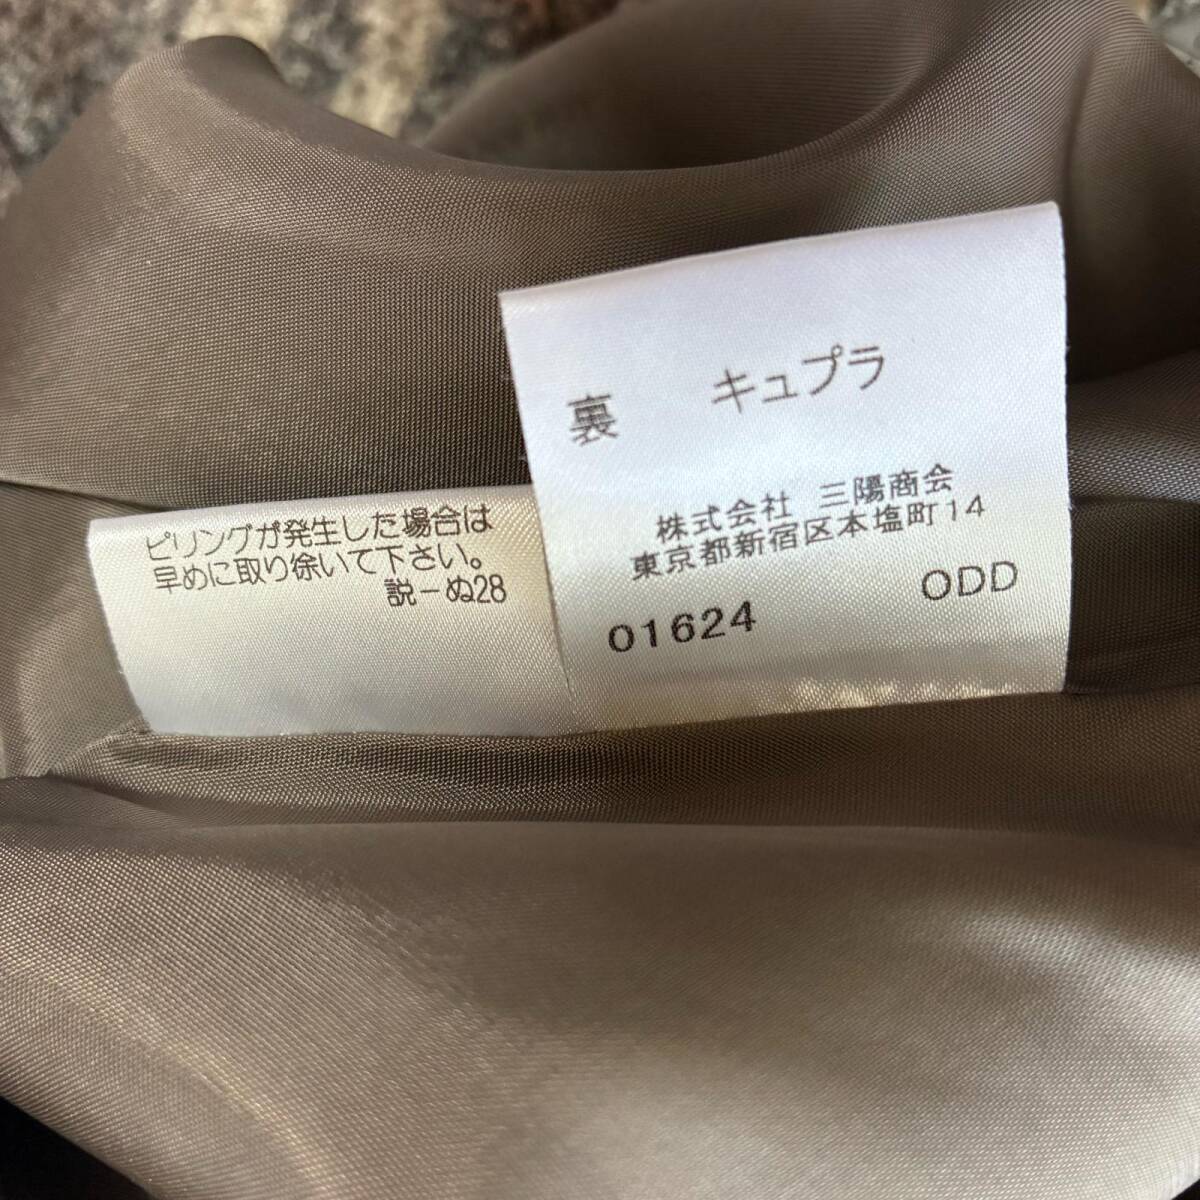 裏 キュプラ
株式会社 三陽商会
東京都新宿区本塩町14
01624 ODD
ピリングが発生した場合は
早めに取り徐いて下さい。
説－ぬ28